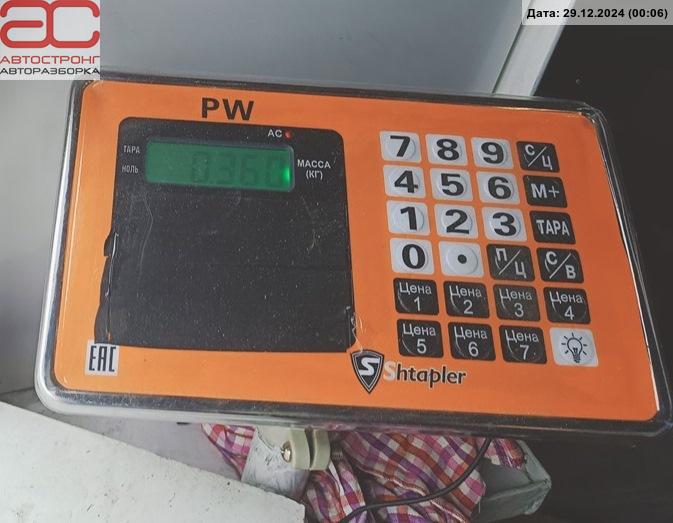 АС
АВТОСТРОНГ
АВТОРАЗБОРКА
Дата: 29.12.2024 (00:06)
PW
AC
ТАРА
НОЛЬ
0.360
МАССА
(КГ)
7 8 9 С/Ц
4 5 6 М+
1 2 3 ТАРА
0 • П/Ц С/В
Цена 1 Цена 2 Цена 3 Цена 4
Цена 5 Цена 6 Цена 7
EAC
S Shtapler